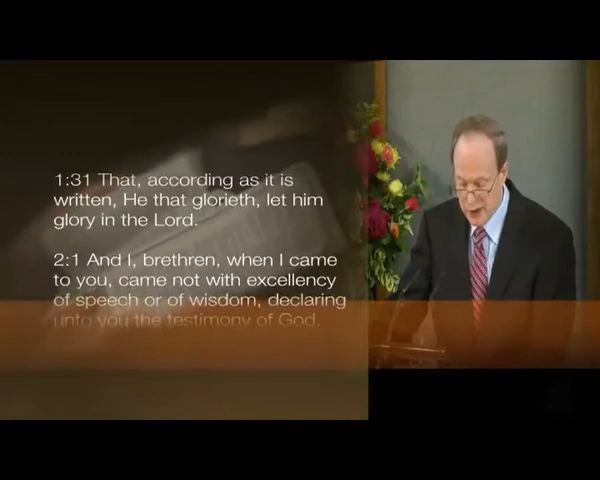 1:31 That, according as it is
written, He that glorieth, let him
glory in the Lord.
2:1 And I, brethren, when I came
to you, came not with excellency
of speech or of wisdom, declaring
unto you the testimony of God.